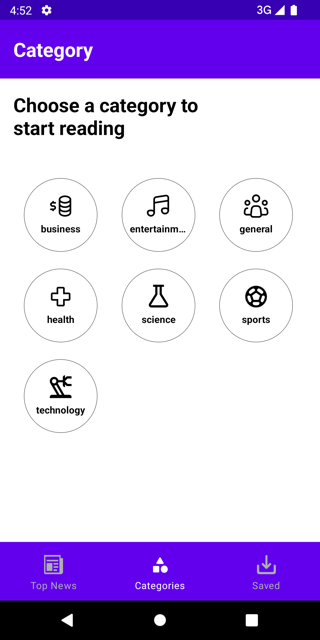 4:52 3G
Category
Choose a category to
start reading
$
business entertainm... general
health science sports
technology
Top News Categories Saved